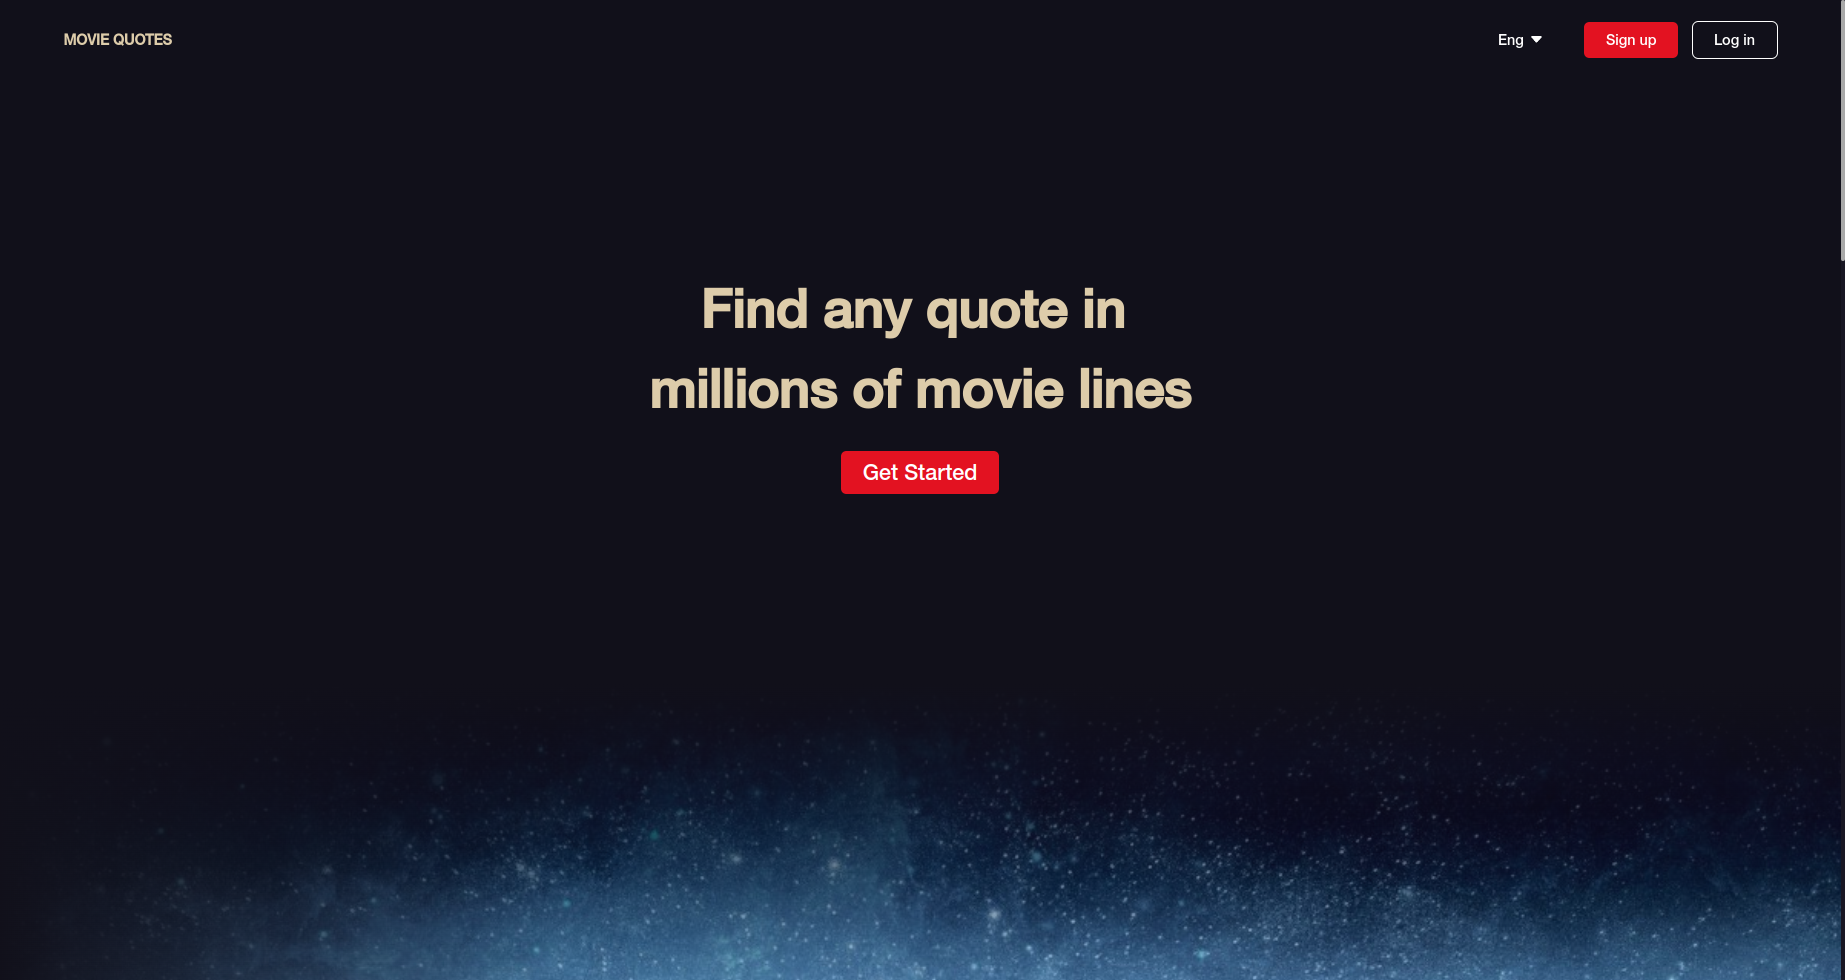 MOVIE QUOTES
Eng
Sign up
Log in
Find any quote in
millions of movie lines
Get Started